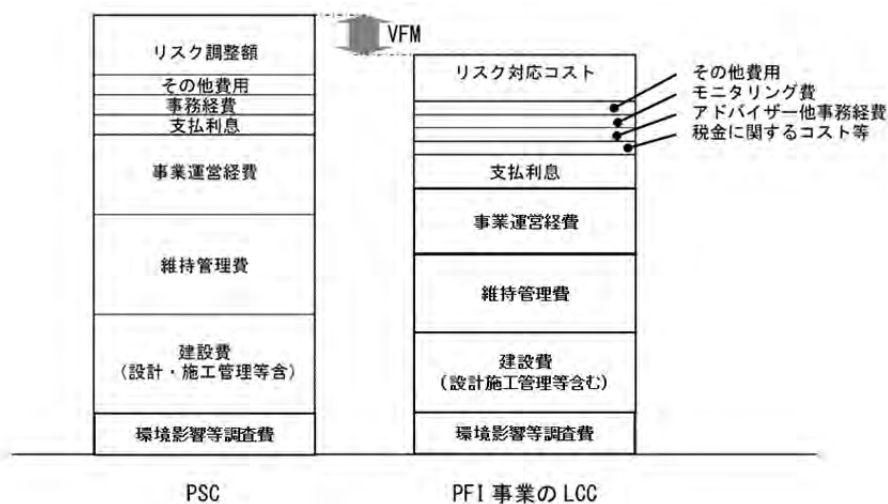 VFM
リスク調整額
その他費用
事務経費
支払利息
事業運営経費
維持管理費
建設費
(設計・施工管理等含)
環境影響等調査費
PSC
リスク対応コスト
その他費用
モニタリング費
アドバイザー他事務経費
税金に関するコスト等
支払利息
事業運営経費
維持管理費
建設費
(設計施工管理等含む)
環境影響等調査費
PFI 事業のLCC